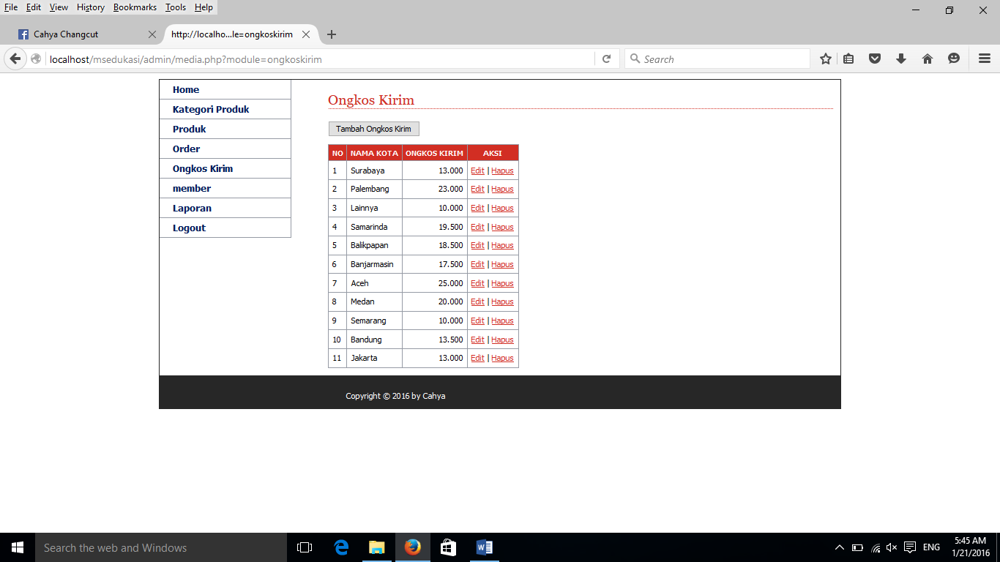 File Edit View History Bookmarks Tools Help
Cahya Changcut
http://localho...le=ongkoskirim
localhost/msedukasi/admin/media.php?module=ongkoskirim
Search
Home
Kategori Produk
Produk
Order
Ongkos Kirim
member
Laporan
Logout
Ongkos Kirim
Tambah Ongkos Kirim
NO NAMA KOTA ONGKOS KIRIM AKSI
1 Surabaya 13.000 Edit | Hapus
2 Palembang 23.000 Edit | Hapus
3 Lainnya 10.000 Edit | Hapus
4 Samarinda 19.500 Edit | Hapus
5 Balikpapan 18.500 Edit | Hapus
6 Banjarmasin 17.500 Edit | Hapus
7 Aceh 25.000 Edit | Hapus
8 Medan 20.000 Edit | Hapus
9 Semarang 10.000 Edit | Hapus
10 Bandung 13.500 Edit | Hapus
11 Jakarta 13.000 Edit | Hapus
Copyright © 2016 by Cahya
Search the web and Windows
ENG
5:45 AM
1/21/2016